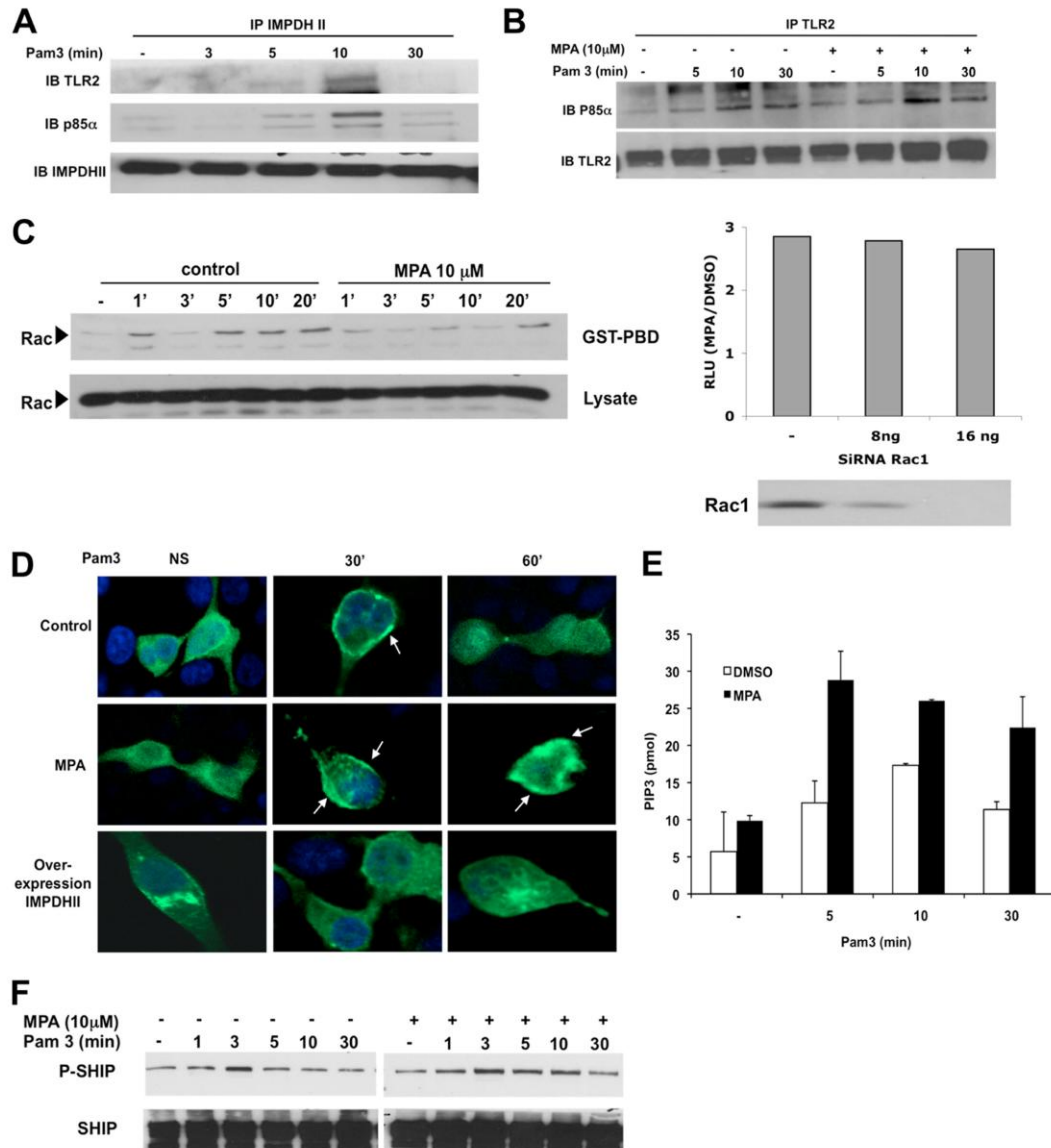 A
IP IMPDH II
Pam3 (min) - 3 5 10 30
IB TLR2
IB p85α
IB IMPDHII
B
IP TLR2
MPA (10μM) - - - - + + + +
Pam 3 (min) - 5 10 30 - 5 10 30
IB P85α
IB TLR2
C
control MPA 10 μM
- 1’ 3’ 5’ 10’ 20’ 1’ 3’ 5’ 10’ 20’
Rac GST-PBD
Rac Lysate
RLU (MPA/DMSO)
3
2
1
0
- 8ng 16 ng
SiRNA Rac1
Rac1
D
Pam3 NS 30’ 60’
Control
MPA
Over-
expression
IMPDHII
E
PIP3 (pmol)
35
30
25
20
15
10
5
0
DMSO
MPA
- 5 10 30
Pam3 (min)
F
MPA (10μM) - - - - - - + + + + + +
Pam 3 (min) - 1 3 5 10 30 - 1 3 5 10 30
P-SHIP
SHIP